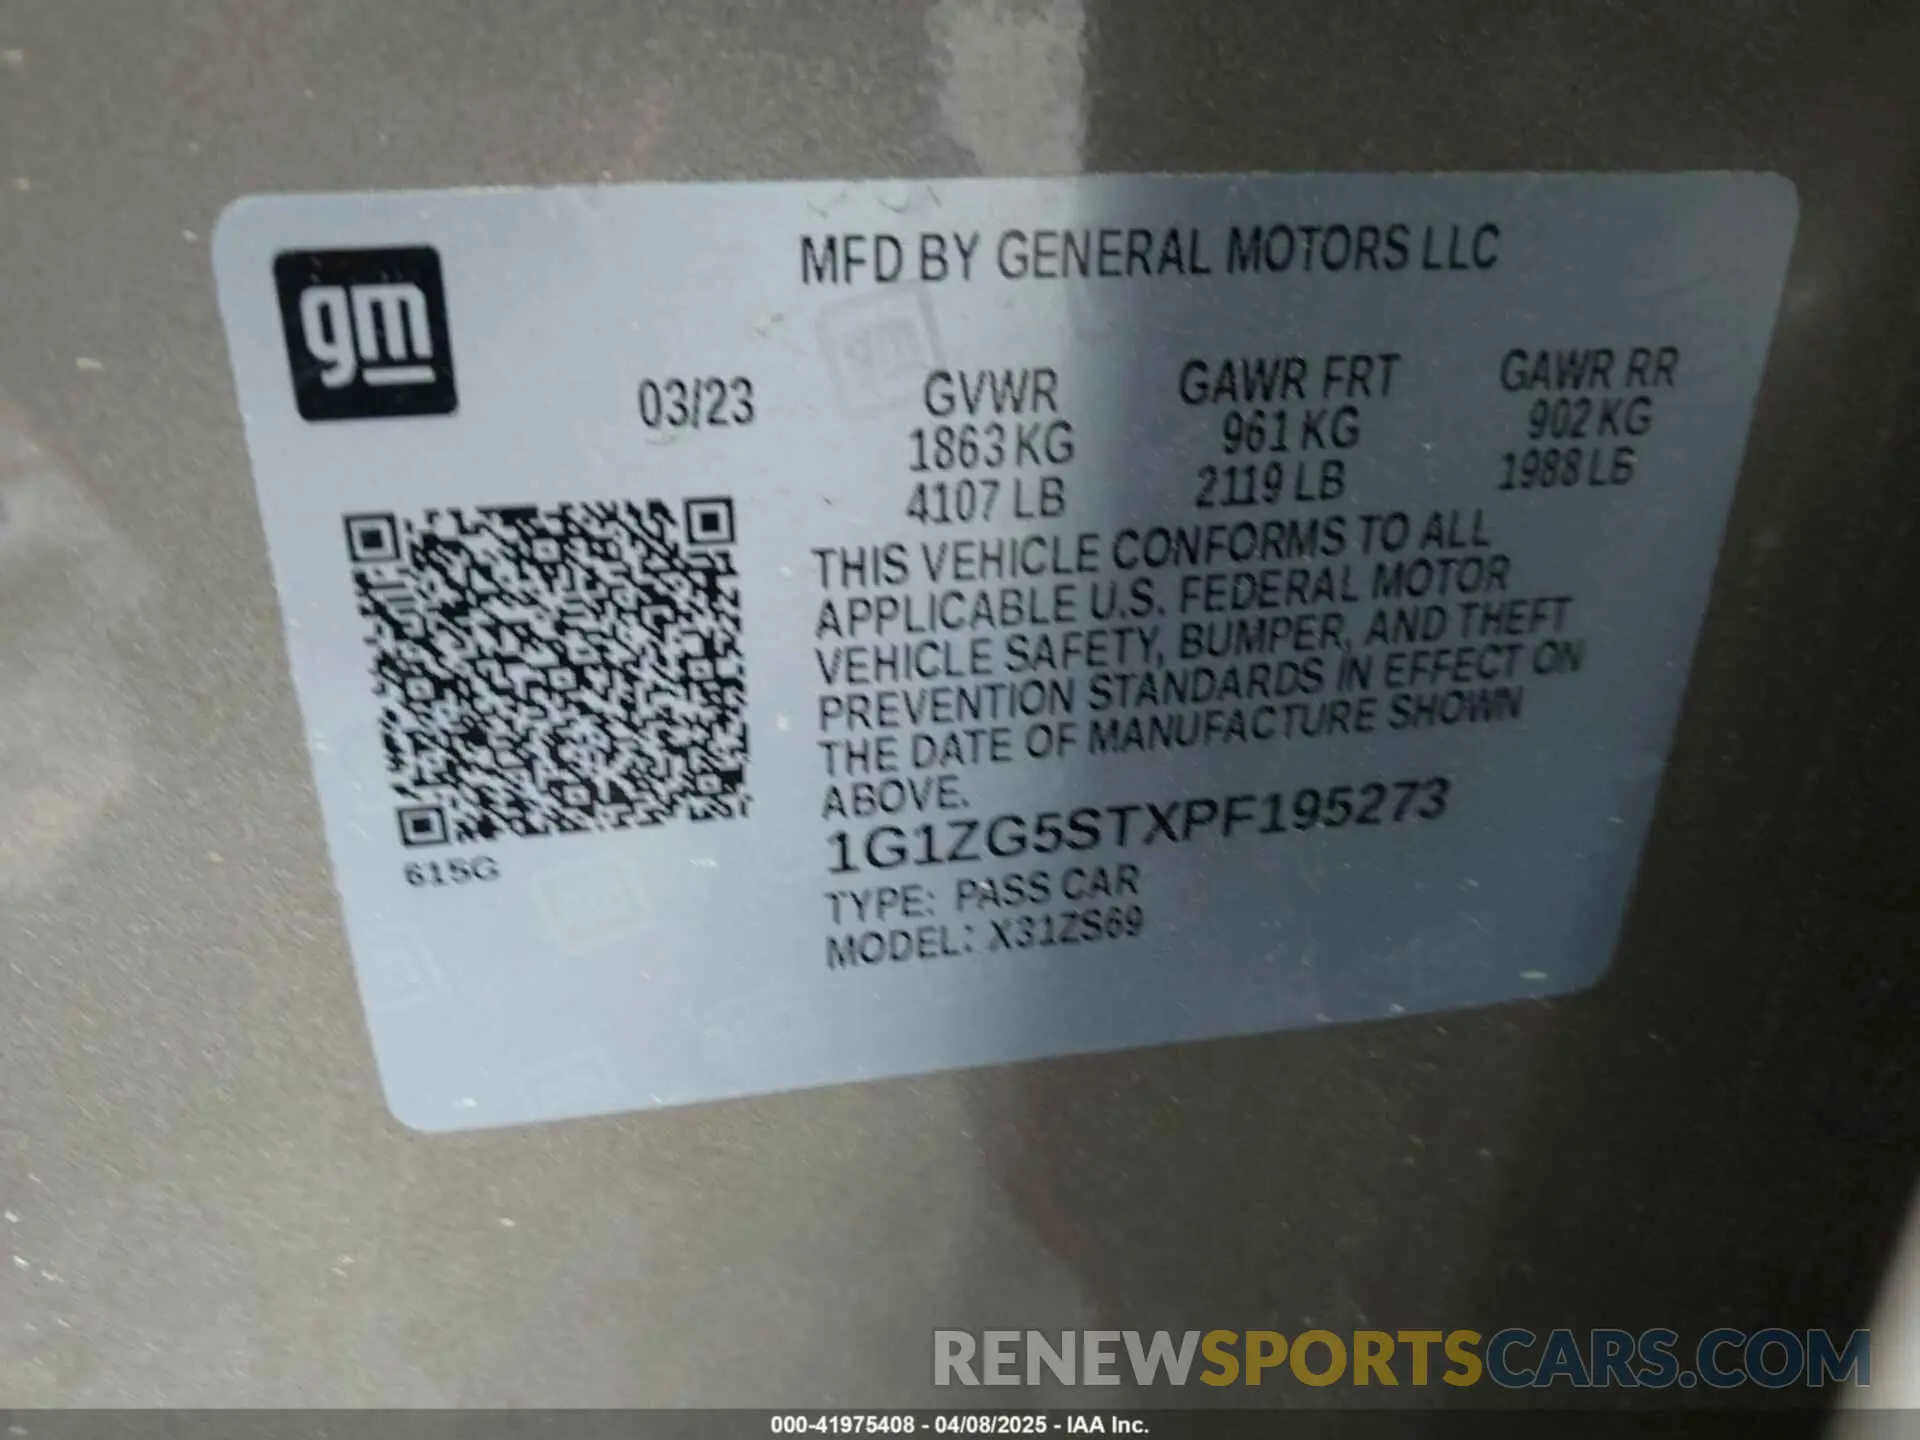 MFD BY GENERAL MOTORS LLC
gm
03/23
GVWR GAWR FRT GAWR RR
1863 KG 961 KG 902 KG
4107 LB 2119 LB 1988 LB
THIS VEHICLE CONFORMS TO ALL
APPLICABLE U.S. FEDERAL MOTOR
VEHICLE SAFETY, BUMPER, AND THEFT
PREVENTION STANDARDS IN EFFECT ON
THE DATE OF MANUFACTURE SHOWN
ABOVE.
1G1ZG5STXPF195273
615G
TYPE: PASS CAR
MODEL: X31ZS69
RENEWSPORTSCARS.COM
000-41975408 - 04/08/2025 - IAA Inc.